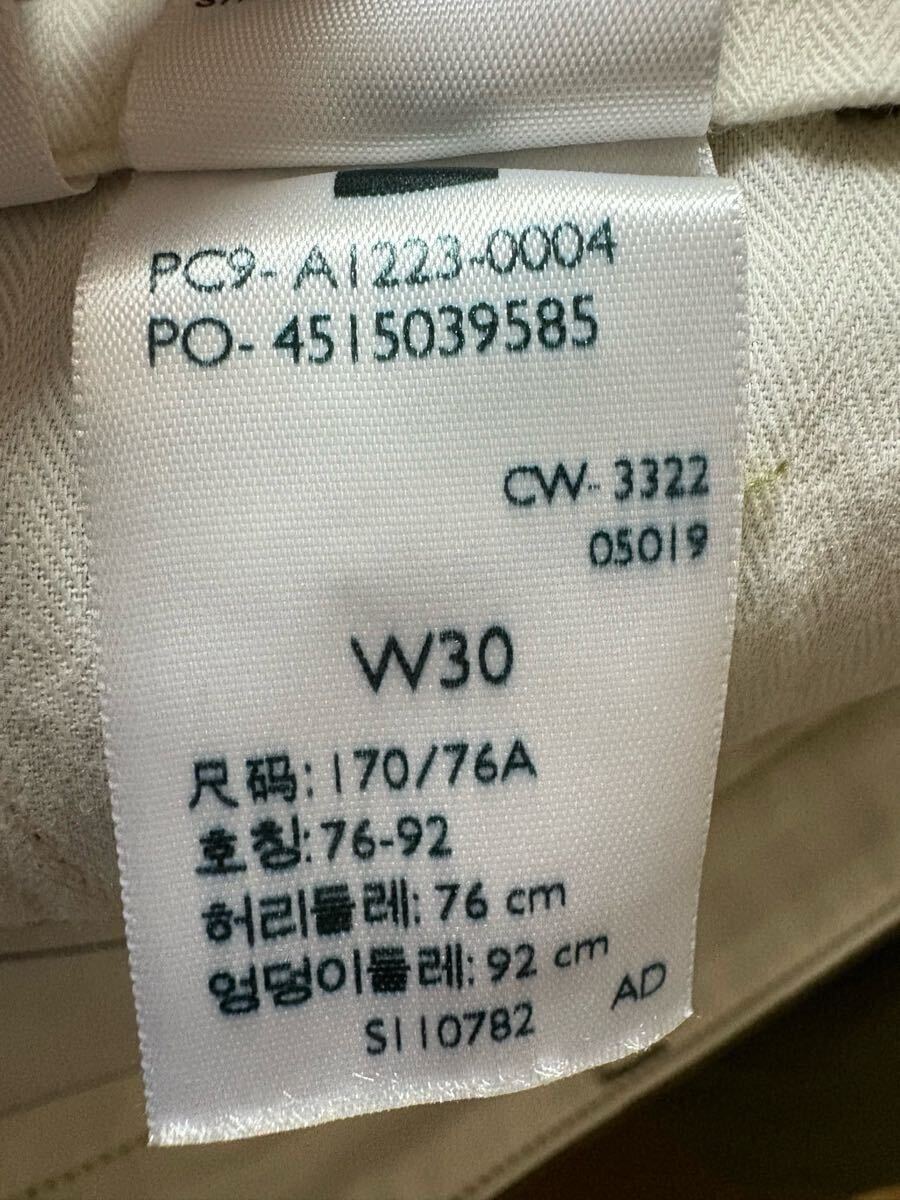 PC9- A1223-0004
PO- 4515039585
CW- 3322
05019
W30
尺码: 170/76A
호칭: 76-92
허리둘레: 76 cm
엉덩이둘레: 92 cm
AD
S110782